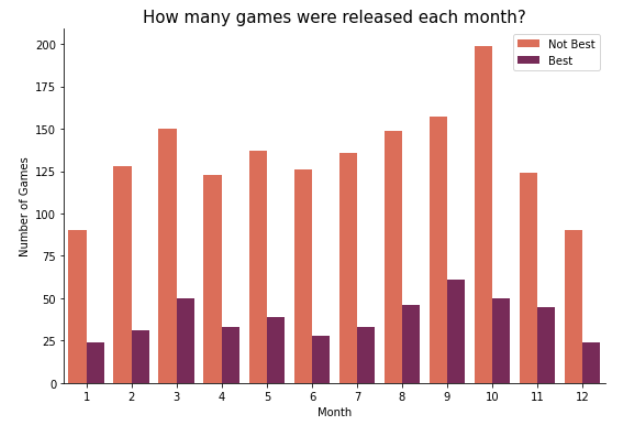 How many games were released each month?
Not Best
Best
Number of Games
200
175
150
125
100
75
50
25
0
1 2 3 4 5 6 7 8 9 10 11 12
Month